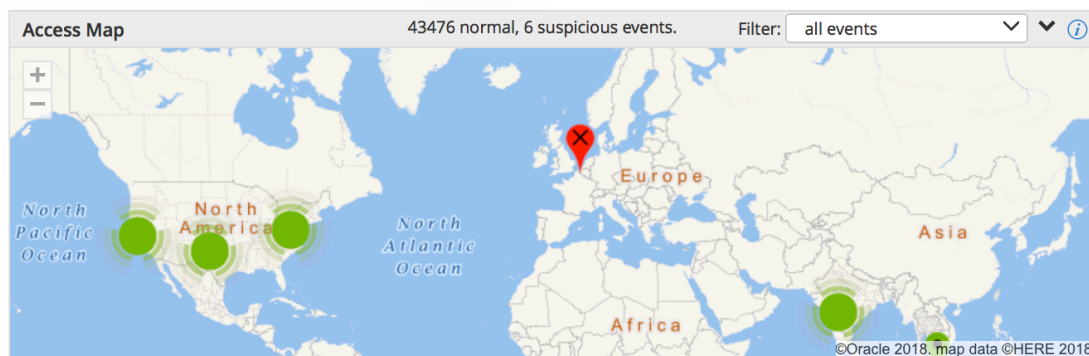 Access Map
43476 normal, 6 suspicious events.
Filter:
all events
North
Pacific
Ocean
North
America
North
Atlantic
Ocean
Europe
Asia
Africa
©Oracle 2018. map data ©HERE 2018